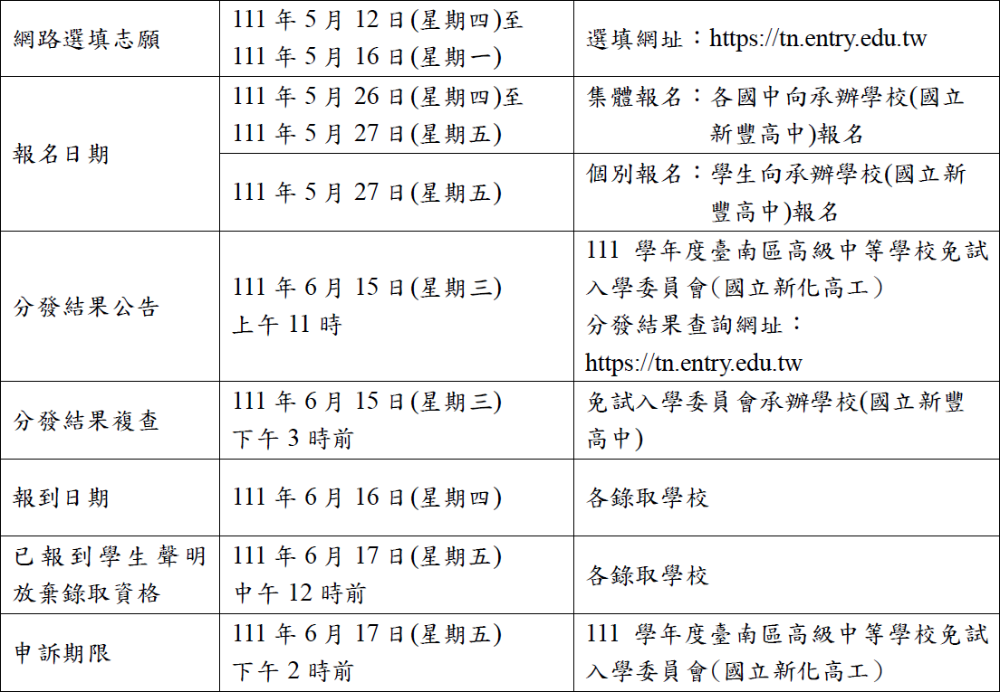 網路選填志願
111 年 5 月 12 日(星期四)至
111 年 5 月 16 日(星期一)
選填網址：https://tn.entry.edu.tw
報名日期
111 年 5 月 26 日(星期四)至
111 年 5 月 27 日(星期五)
集體報名：各國中向承辦學校(國立
新豐高中)報名
111 年 5 月 27 日(星期五)
個別報名：學生向承辦學校(國立新
豐高中)報名
分發結果公告
111 年 6 月 15 日(星期三)
上午 11 時
111 學年度臺南區高級中等學校免試
入學委員會（國立新化高工）
分發結果查詢網址：
https://tn.entry.edu.tw
分發結果複查
111 年 6 月 15 日(星期三)
下午 3 時前
免試入學委員會承辦學校(國立新豐
高中)
報到日期
111 年 6 月 16 日(星期四)
各錄取學校
已報到學生聲明
放棄錄取資格
111 年 6 月 17 日(星期五)
中午 12 時前
各錄取學校
申訴期限
111 年 6 月 17 日(星期五)
下午 2 時前
111 學年度臺南區高級中等學校免試
入學委員會（國立新化高工）